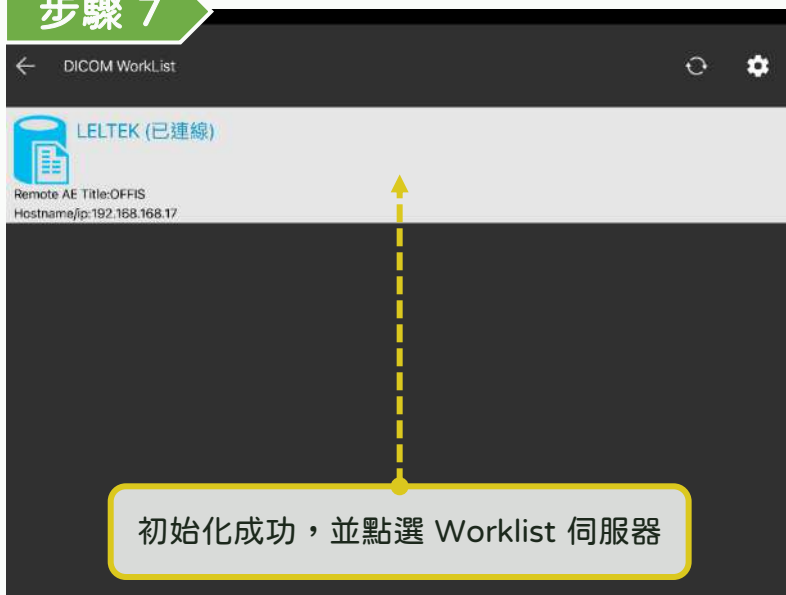 步驟 7
DICOM WorkList
LELTEK (已連線)
Remote AE Title:OFFIS
Hostname/ip:192.168.168.17
初始化成功，並點選 Worklist 伺服器